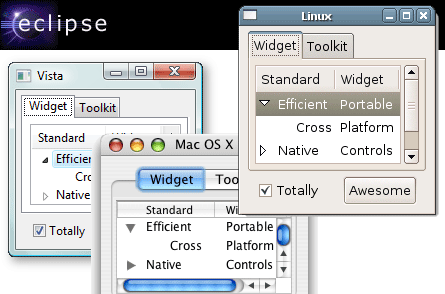 eclipse
Linux
Widget Toolkit
Standard Widget
Efficient Portable
Cross Platform
Native Controls
Totally Awesome
Vista
Widget Toolkit
Standard
Efficien
Cr
Native
Totally
Mac OS X
Widget Too
Standard Wi
Efficient Portable
Cross Platform
Native Controls